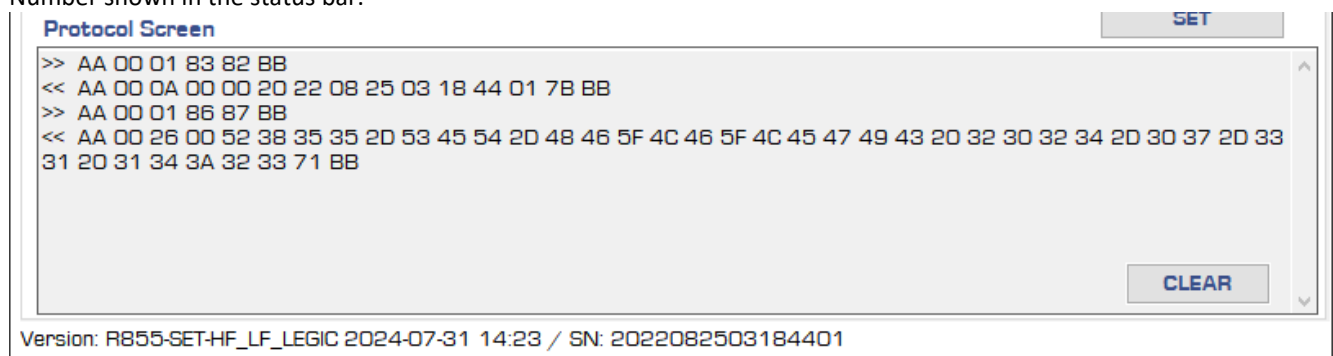 Number shown in the status bar.
SET
Protocol Screen
>> AA 00 01 83 82 BB
<< AA 00 0A 00 00 20 22 08 25 03 18 44 01 7B BB
>> AA 00 01 86 87 BB
<< AA 00 26 00 52 38 35 35 2D 53 45 54 2D 48 46 5F 4C 46 5F 4C 45 47 49 43 20 32 30 32 34 2D 30 37 2D 33
31 20 31 34 3A 32 33 71 BB
CLEAR
Version: R855-SET-HF_LF_LEGIC 2024-07-31 14:23 / SN: 2022082503184401